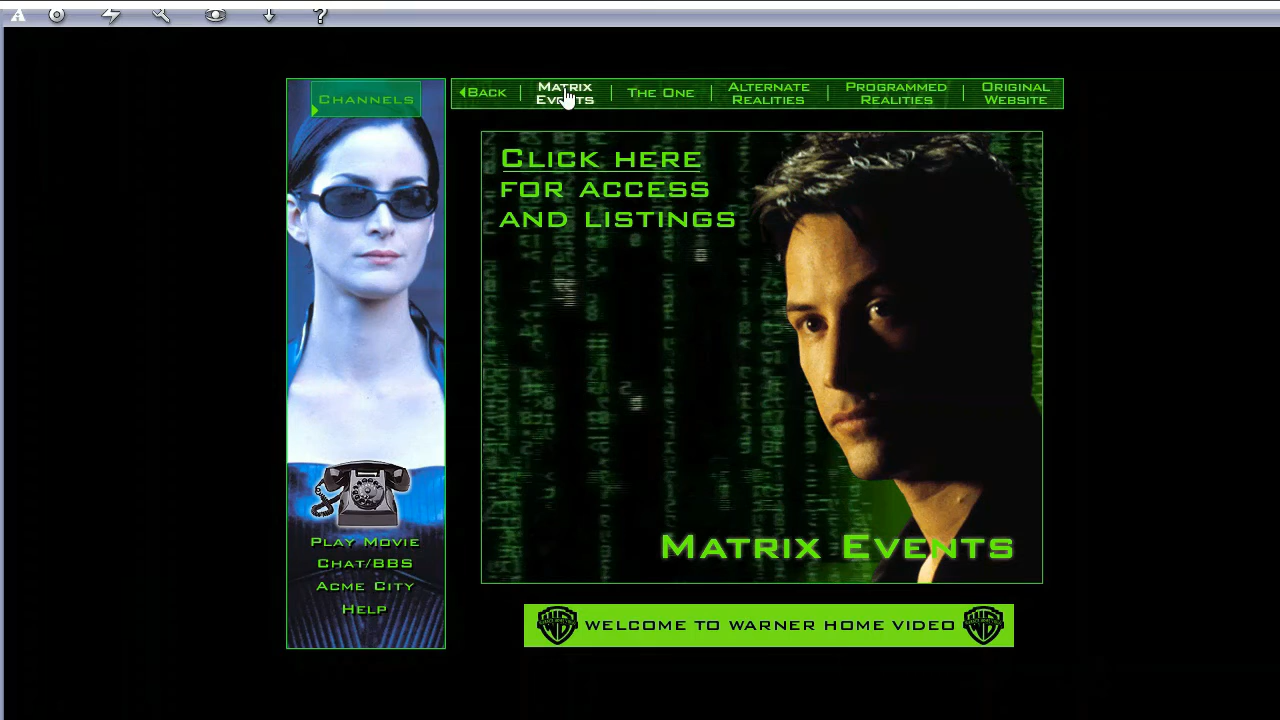 CHANNELS
BACK
MATRIX
EVENTS
THE ONE
ALTERNATE
REALITIES
PROGRAMMED
REALITIES
ORIGINAL
WEBSITE
CLICK HERE
FOR ACCESS
AND LISTINGS
MATRIX EVENTS
PLAY MOVIE
CHAT/BBS
ACME CITY
HELP
WELCOME TO WARNER HOME VIDEO